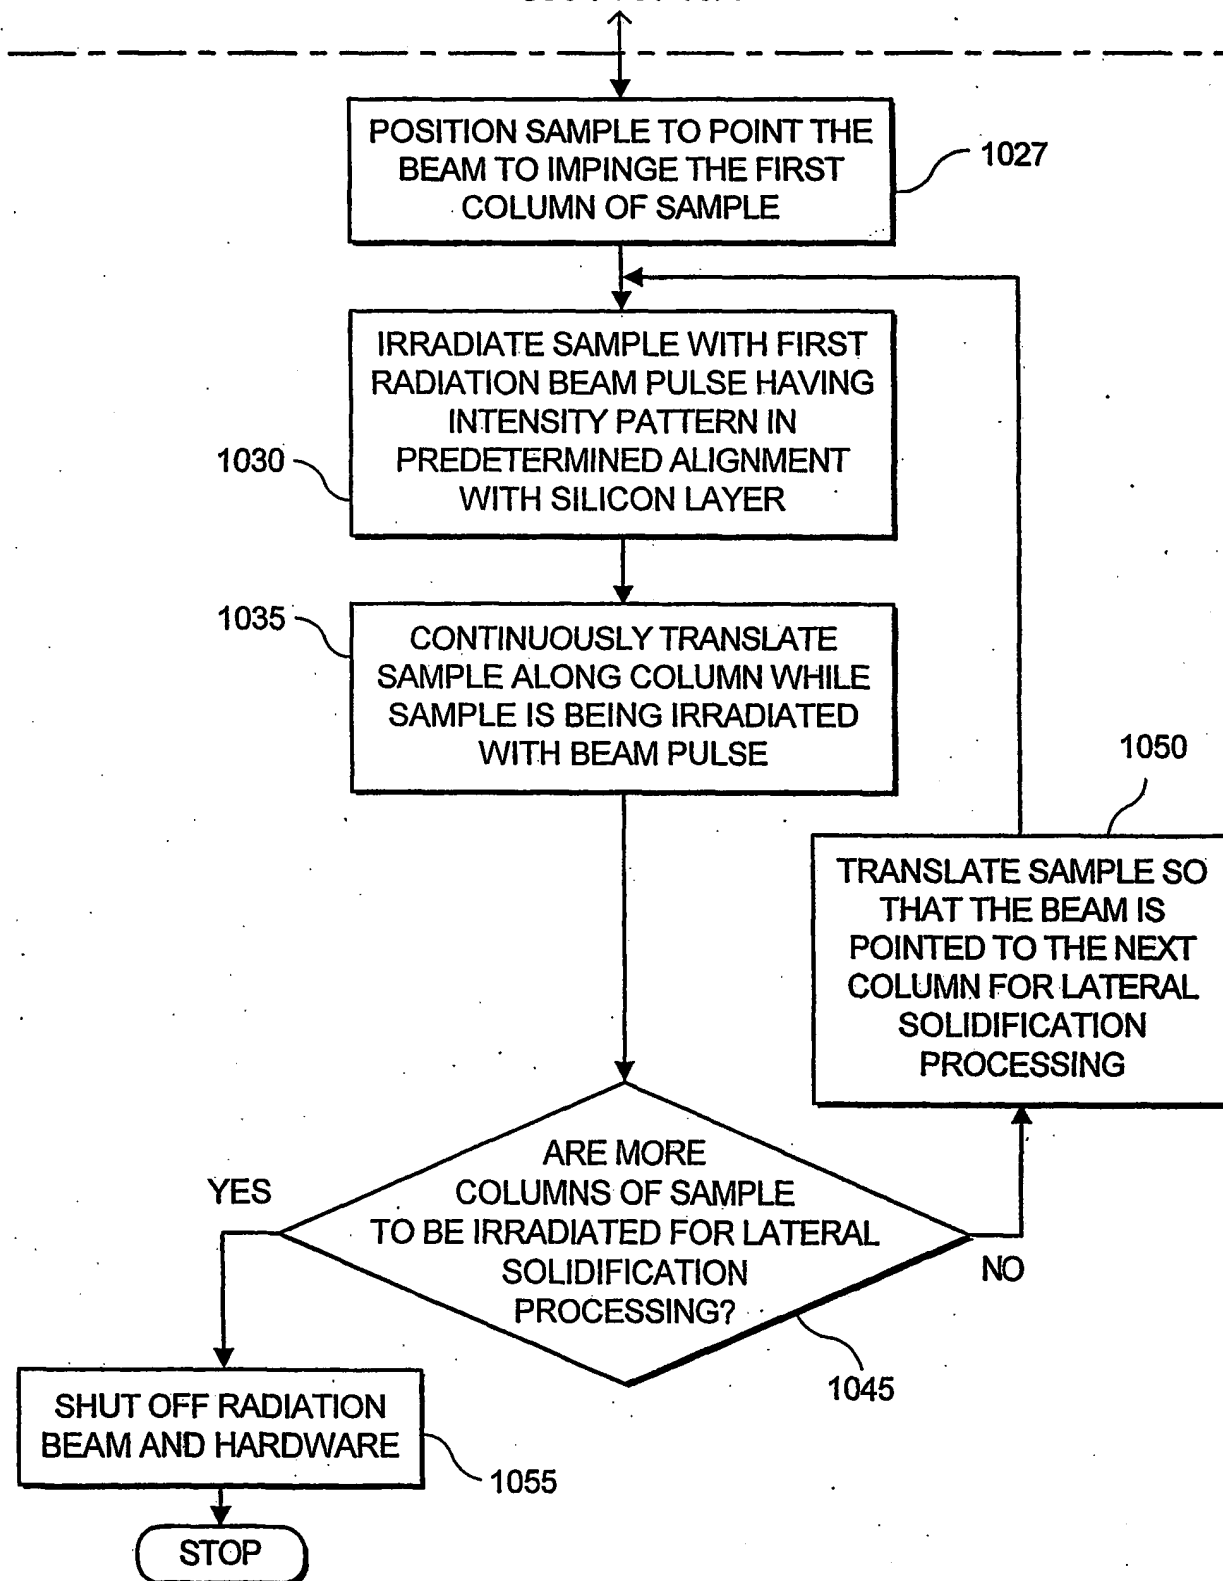 POSITION SAMPLE TO POINT THE
BEAM TO IMPINGE THE FIRST
COLUMN OF SAMPLE
1027
IRRADIATE SAMPLE WITH FIRST
RADIATION BEAM PULSE HAVING
INTENSITY PATTERN IN
PREDETERMINED ALIGNMENT
WITH SILICON LAYER
1030
1035
CONTINUOUSLY TRANSLATE
SAMPLE ALONG COLUMN WHILE
SAMPLE IS BEING IRRADIATED
WITH BEAM PULSE
1050
TRANSLATE SAMPLE SO
THAT THE BEAM IS
POINTED TO THE NEXT
COLUMN FOR LATERAL
SOLIDIFICATION
PROCESSING
ARE MORE
COLUMNS OF SAMPLE
TO BE IRRADIATED FOR LATERAL
SOLIDIFICATION
PROCESSING?
YES
NO
1045
SHUT OFF RADIATION
BEAM AND HARDWARE
1055
STOP